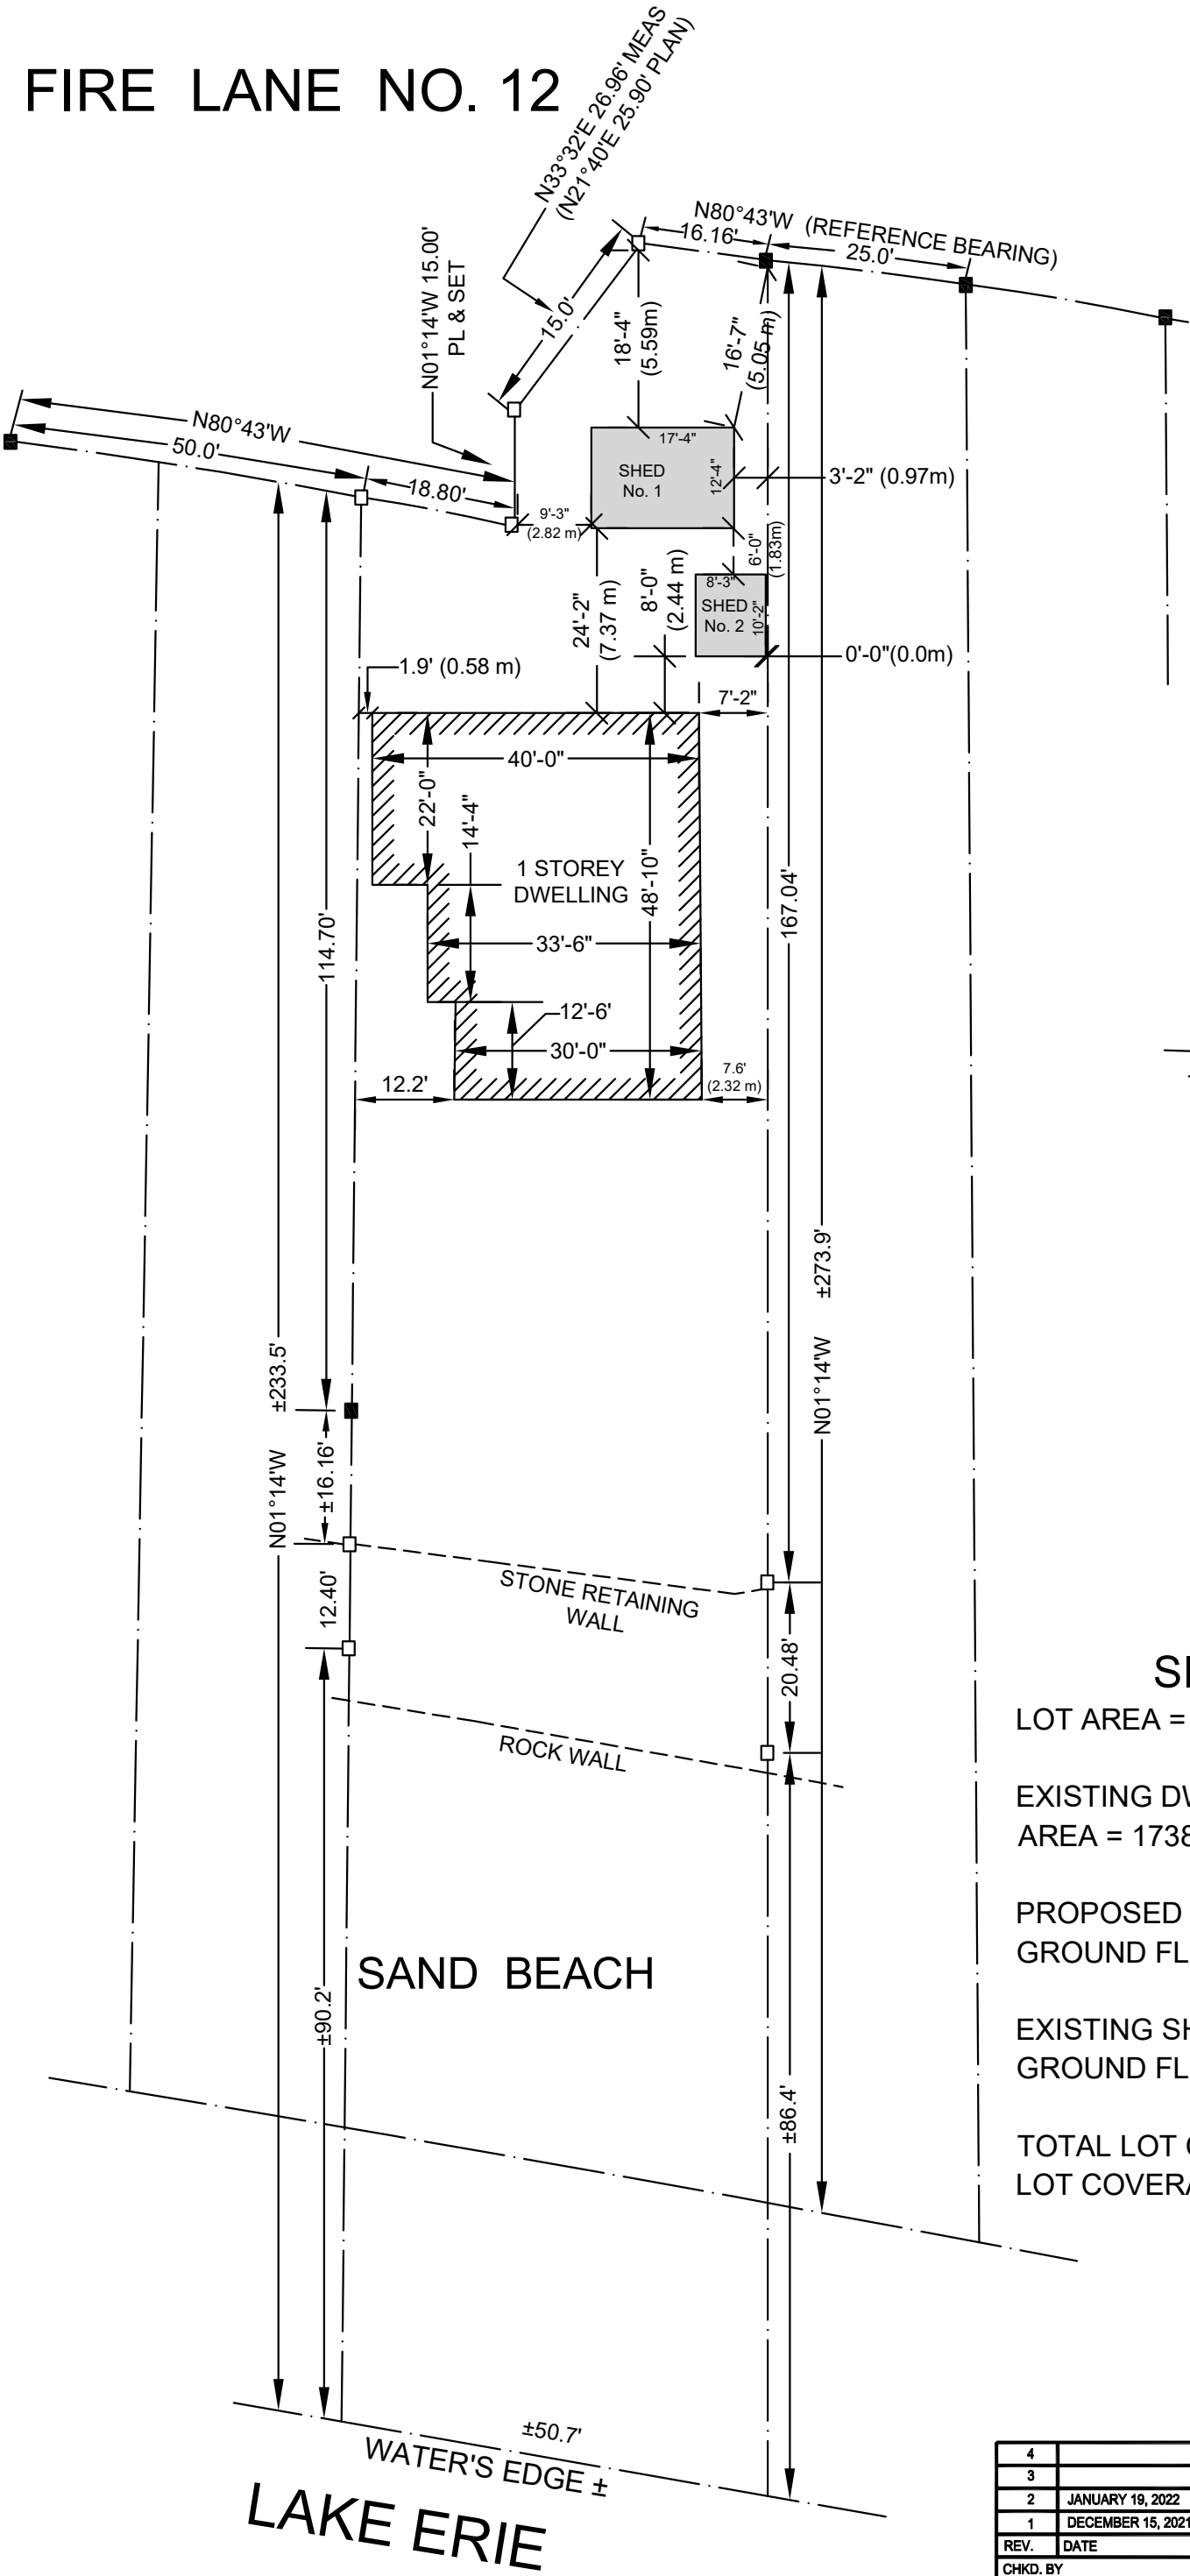 FIRE LANE NO. 12
N33°32'E 26.96' MEAS
(N21°40'E 25.90' PLAN)
N80°43'W (REFERENCE BEARING)
16.16'
25.0'
N01°14'W 15.00'
PL & SET
15.0'
18'-4"
(5.59m)
16'-7"
(5.05 m)
N80°43'W
50.0'
18.80'
17'-4"
SHED
No. 1
12'-4"
3'-2" (0.97m)
9'-3"
(2.82 m)
6'-0"
(1.83m)
8'-0"
(2.44 m)
24'-2"
(7.37 m)
8'-3"
SHED
No. 2
10'-2"
0'-0"(0.0m)
1.9' (0.58 m)
7'-2"
40'-0"
22'-0"
14'-4"
1 STOREY
DWELLING
48'-10"
33'-6"
12'-6'
30'-0"
12.2'
7.6'
(2.32 m)
114.70'
167.04'
±273.9'
N01°14'W
±233.5'
N01°14'W
±16.16'
12.40'
STONE RETAINING
WALL
20.48'
ROCK WALL
SAND BEACH
±90.2'
±86.4'
±50.7'
WATER'S EDGE ±
LAKE ERIE
LOT AREA =
EXISTING
AREA = 1738
PROPOSED
GROUND FL
EXISTING
GROUND FL
TOTAL LOT
LOT
4
3
2 JANUARY 19, 2022
1 DECEMBER 15, 2021
REV. DATE
CHKD. BY